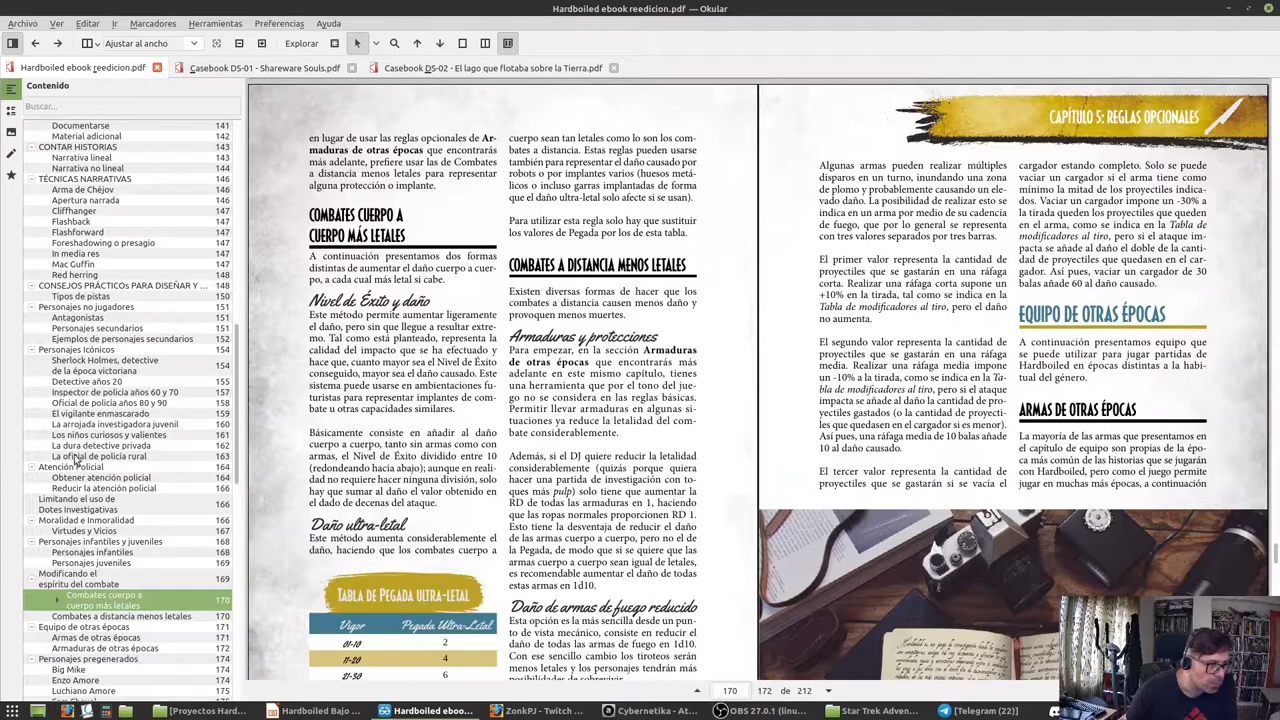 Hardboiled ebook reedicion.pdf — Okular
Archivo Ver Editar Ir Marcadores Herramientas Preferencias Ayuda
Ajustar al ancho Explorar
Hardboiled ebook reedicion.pdf Casebook DS-01 - Shareware Souls.pdf Casebook DS-02 - El lago que flotaba sobre la Tierra.pdf
Contenido
Buscar...
Documentarse 141
Material adicional 142
CONTAR HISTORIAS 143
Narrativa lineal 143
Narrativa no lineal 144
TÉCNICAS NARRATIVAS 146
Arma de Chéjov 146
Apertura narrada 146
Cliffhanger 147
Flashback 147
Flashforward 147
Foreshadowing o presagio 147
In media res 147
Mac Guffin 147
Red herring 148
CONSEJOS PRÁCTICOS PARA DISEÑAR Y ... 148
Tipos de pistas 150
Personajes no jugadores 151
Antagonistas 151
Personajes secundarios 151
Ejemplos de personajes secundarios 152
Personajes Icónicos 154
Sherlock Holmes, detective
de la época victoriana 154
Detective años 20 155
Inspector de policía años 60 y 70 157
Oficial de policía años 80 y 90 158
El vigilante enmascarado 159
La arrojada investigadora juvenil 160
Los niños curiosos y valientes 161
La dura detective privada 162
La oficial de policía rural 163
Atención Policial 164
Obtener atención policial 164
Reducir la atención policial 166
Limitando el uso de
Dotes Investigativas 166
Moralidad e Inmoralidad 166
Virtudes y Vicios 167
Personajes infantiles y juveniles 168
Personajes infantiles 168
Personajes juveniles 169
Modificando el
espíritu del combate 169
Combates cuerpo a
cuerpo más letales 170
Combates a distancia menos letales 170
Equipo de otras épocas 171
Armas de otras épocas 171
Armaduras de otras épocas 172
Personajes pregenerados 174
Big Mike 174
Enzo Amore 174
Luchiano Amore 175
en lugar de usar las reglas opcionales de Ar-
maduras de otras épocas que encontrarás
más adelante, prefiere usar las de Combates
a distancia menos letales para representar
alguna protección o implante.
COMBATES CUERPO A
CUERPO MÁS LETALES
A continuación presentamos dos formas
distintas de aumentar el daño cuerpo a cuer-
po, a cada cual más letal si cabe.
Nivel de Éxito y daño
Este método permite aumentar ligeramente
el daño, pero sin que llegue a resultar extre-
mo. Tal como está planteado, representa la
calidad del impacto que se ha efectuado y
hace que, cuanto mayor sea el Nivel de Éxito
conseguido, mayor sea el daño causado. Este
sistema puede usarse en ambientaciones fu-
turistas para representar implantes de com-
bate u otras capacidades similares.
Básicamente consiste en añadir al daño
cuerpo a cuerpo, tanto sin armas como con
armas, el Nivel de Éxito dividido entre 10
(redondeando hacia abajo); aunque en reali-
dad no requiere hacer ninguna división, solo
hay que sumar al daño el valor obtenido en
el dado de decenas del ataque.
Daño ultra-letal
Este método aumenta considerablemente el
daño, haciendo que los combates cuerpo a
TABLA DE PEGADA ULTRA-LETAL
Vigor Pegada Ultra-Letal
01-10 2
11-20 4
21-30 6
cuerpo sean tan letales como lo son los com-
bates a distancia. Estas reglas pueden usarse
también para representar el daño causado por
robots o por implantes varios (huesos metá-
licos o incluso garras implantadas de forma
que el daño ultra-letal solo afecte si se usan).
Para utilizar esta regla solo hay que sustituir
los valores de Pegada por los de esta tabla.
COMBATES A DISTANCIA MENOS LETALES
Existen diversas formas de hacer que los
combates a distancia causen menos daño y
provoquen menos muertes.
Armaduras y protecciones
Para empezar, en la sección Armaduras
de otras épocas que encontrarás más
adelante en este mismo capítulo, tienes
una herramienta que por el tono del jue-
go no se considera en las reglas básicas.
Permitir llevar armaduras en algunas si-
tuaciones ya reduce la letalidad del com-
bate considerablemente.
Además, si el DJ quiere reducir la letalidad
considerablemente (quizás porque quiera
hacer una partida de investigación con to-
ques más pulp) solo tiene que aumentar la
RD de todas las armaduras en 1, haciendo
que las ropas normales proporcionen RD 1.
Esto tiene la desventaja de reducir el daño
de las armas cuerpo a cuerpo, pero no el de
la Pegada, de modo que si se quiere que las
armas cuerpo a cuerpo sean igual de letales,
es recomendable aumentar el daño de todas
estas armas en 1d10.
Daño de armas de fuego reducido
Esta opción es la más sencilla desde un pun-
to de vista mecánico, consiste en reducir el
daño de todas las armas de fuego en 1d10.
Con ese sencillo cambio los tiroteos serán
menos letales y los personajes tendrán más
posibilidades de sobrevivir.
CAPÍTULO 5: REGLAS OPCIONALES
Algunas armas pueden realizar múltiples
disparos en un turno, inundando una zona
de plomo y probablemente causando un ele-
vado daño. La posibilidad de realizar esto se
indica en un arma por medio de su cadencia
de fuego, que por lo general se representa
con tres valores separados por tres barras.
El primer valor representa la cantidad de
proyectiles que se gastarán en una ráfaga
corta. Realizar una ráfaga corta supone un
+10% en la tirada, tal como se indica en la
Tabla de modificadores al tiro, pero el daño
no aumenta.
El segundo valor representa la cantidad de
proyectiles que se gastarán en una ráfaga
media. Realizar una ráfaga media impone
un -10% a la tirada, como se indica en la Ta-
bla de modificadores al tiro, pero si el ataque
impacta se añade al daño la cantidad de pro-
yectiles gastados (o la cantidad de proyecti-
les que quedasen en el cargador si es menor).
Así pues, una ráfaga media de 10 balas añade
10 al daño causado.
El tercer valor representa la cantidad de
proyectiles que se gastarán si se vacía el
cargador estando completo. Solo se puede
vaciar un cargador si el arma tiene como
mínimo la mitad de los proyectiles indica-
dos. Vaciar un cargador impone un -30% a
la tirada queden los proyectiles que queden
en el arma, como se indica en la Tabla de
modificadores al tiro, pero si el ataque im-
pacta se añade al daño el doble de la canti-
dad de proyectiles que quedasen en el car-
gador. Así pues, vaciar un cargador de 30
balas añade 60 al daño causado.
EQUIPO DE OTRAS ÉPOCAS
A continuación presentamos equipo que
se puede utilizar para jugar partidas de
Hardboiled en épocas distintas a la habi-
tual del género.
ARMAS DE OTRAS ÉPOCAS
La mayoría de las armas que presentamos en
el capítulo de equipo son propias de la épo-
ca más común de las historias que se jugarán
con Hardboiled, pero como el juego permite
jugar en muchas más épocas, a continuación
170 172 de 212
[Proyectos Hard... Hardboiled Bajo ... Hardboiled eboo... ZonkPJ - Twitch ... Cybernetika - At... OBS 27.0.1 (linu... Star Trek Adven... [Telegram (22)]